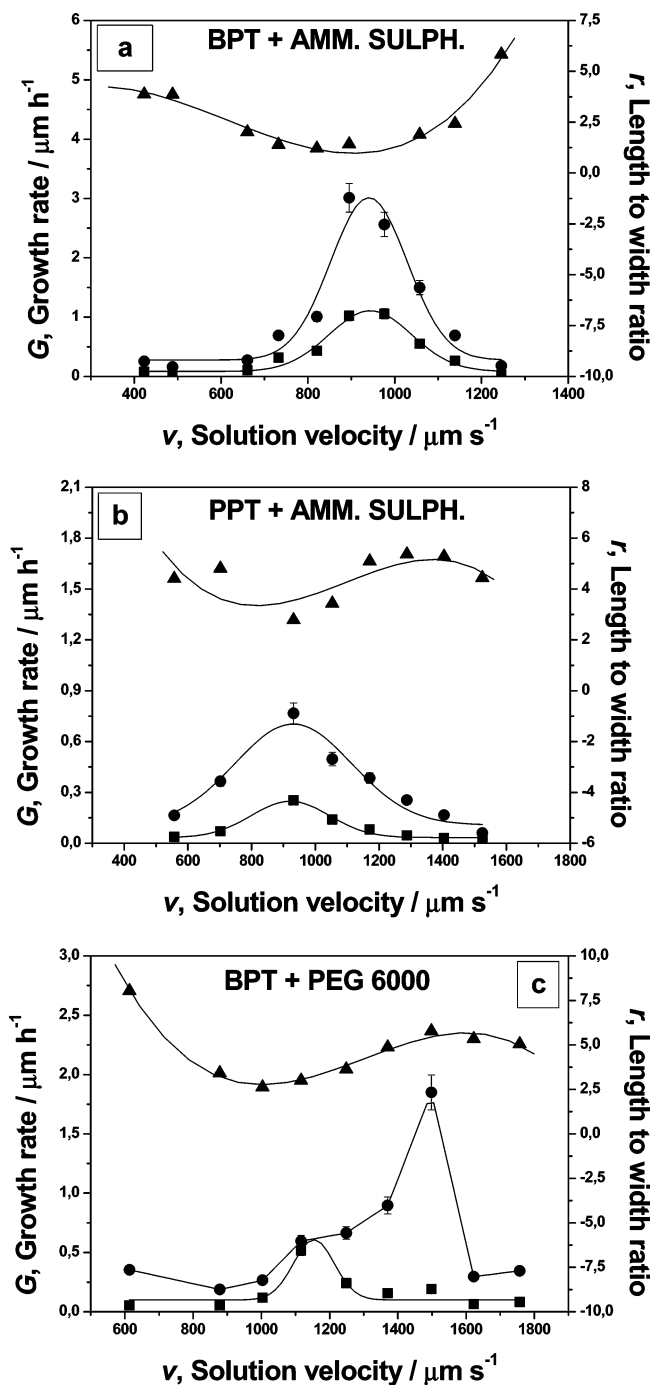 a
BPT + AMM. SULPH.
G, Growth rate / μm h⁻¹
6
5
4
3
2
1
0
7,5
5,0
2,5
0,0
-2,5
-5,0
-7,5
-10,0
r, Length to width ratio
400 600 800 1000 1200 1400
v, Solution velocity / μm s⁻¹
b
PPT + AMM. SULPH.
G, Growth rate / μm h⁻¹
2,1
1,8
1,5
1,2
0,9
0,6
0,3
0,0
8
6
4
2
0
-2
-4
-6
r, Length to width ratio
400 600 800 1000 1200 1400 1600 1800
v, Solution velocity / μm s⁻¹
BPT + PEG 6000
c
G, Growth rate / μm h⁻¹
3,0
2,5
2,0
1,5
1,0
0,5
0,0
10,0
7,5
5,0
2,5
0,0
-2,5
-5,0
-7,5
-10,0
r, Length to width ratio
600 800 1000 1200 1400 1600 1800
v, Solution velocity / μm s⁻¹